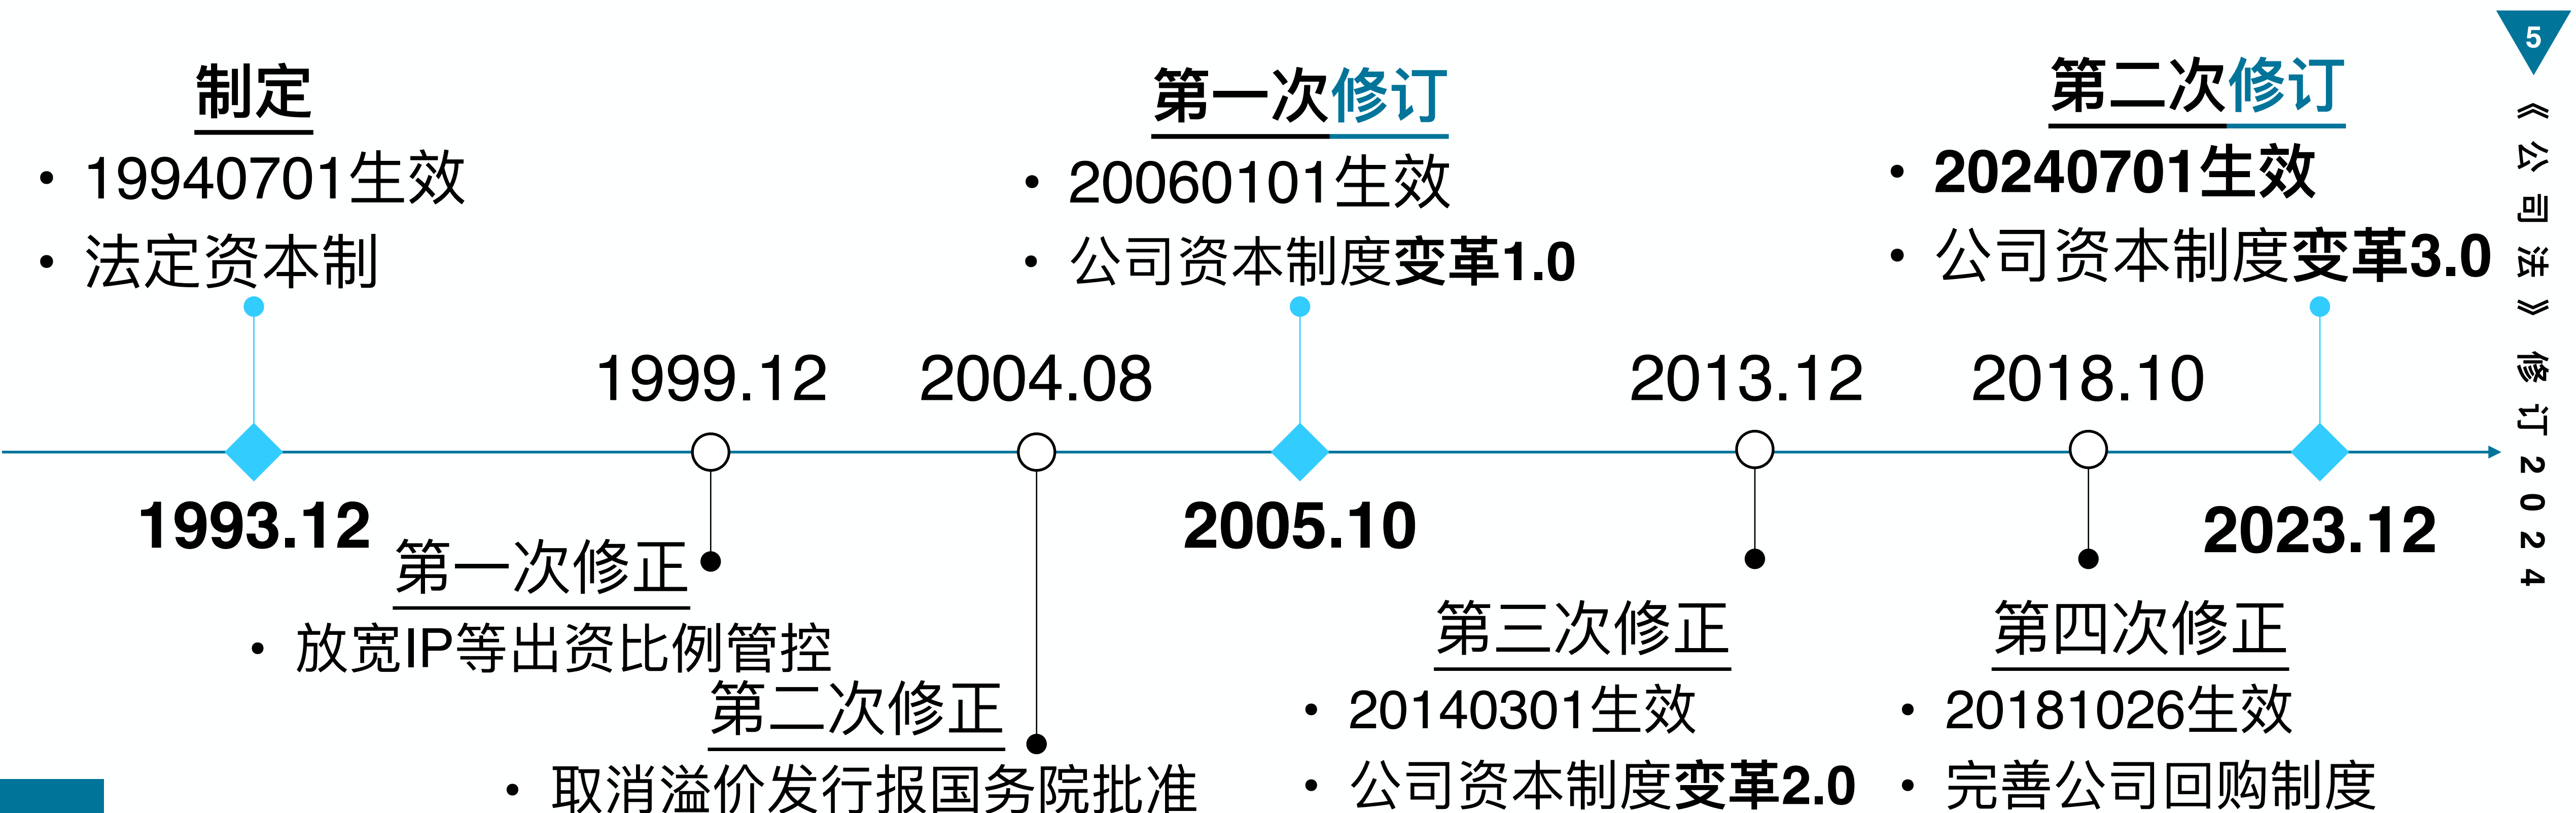 制定
• 19940701生效
• 法定资本制
第一次修订
• 20060101生效
• 公司资本制度变革1.0
第二次修订
• 20240701生效
• 公司资本制度变革3.0
1999.12
2004.08
2013.12
2018.10
1993.12
2005.10
2023.12
第一次修正
• 放宽IP等出资比例管控
第二次修正
• 取消溢价发行报国务院批准
第三次修正
• 20140301生效
• 公司资本制度变革2.0
第四次修正
• 20181026生效
• 完善公司回购制度
5
《公司法》修订2024